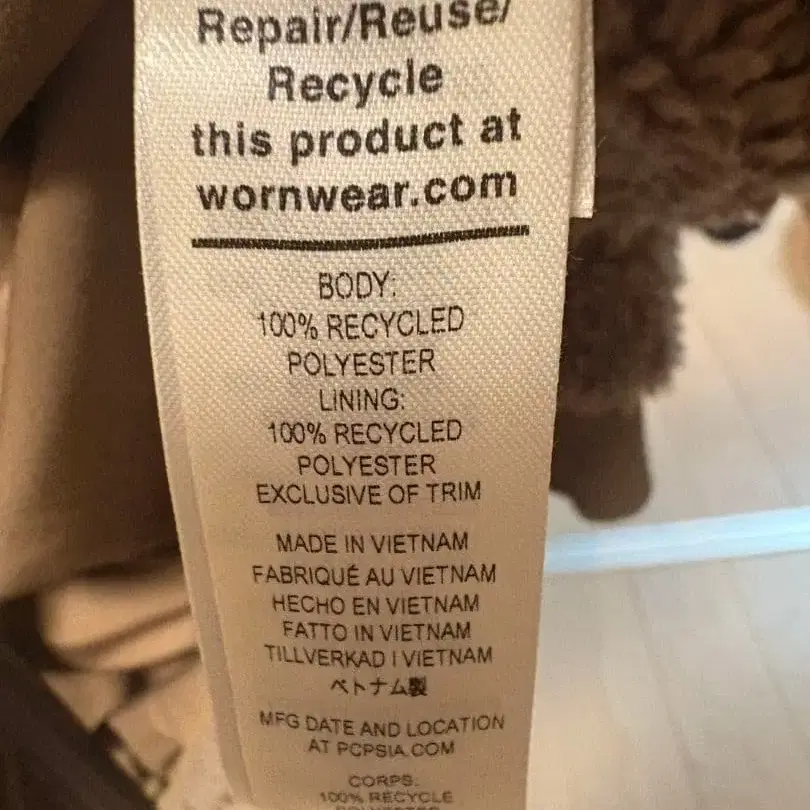 Repair/Reuse/
Recycle
this product at
wornwear.com
BODY:
100% RECYCLED
POLYESTER
LINING:
100% RECYCLED
POLYESTER
EXCLUSIVE OF TRIM
MADE IN VIETNAM
FABRIQUÉ AU VIETNAM
HECHO EN VIETNAM
FATTO IN VIETNAM
TILLVERKAD I VIETNAM
ベトナム製
MFG DATE AND LOCATION
AT PCPSIA.COM
CORPS:
100% RECYCLE
POLYESTER